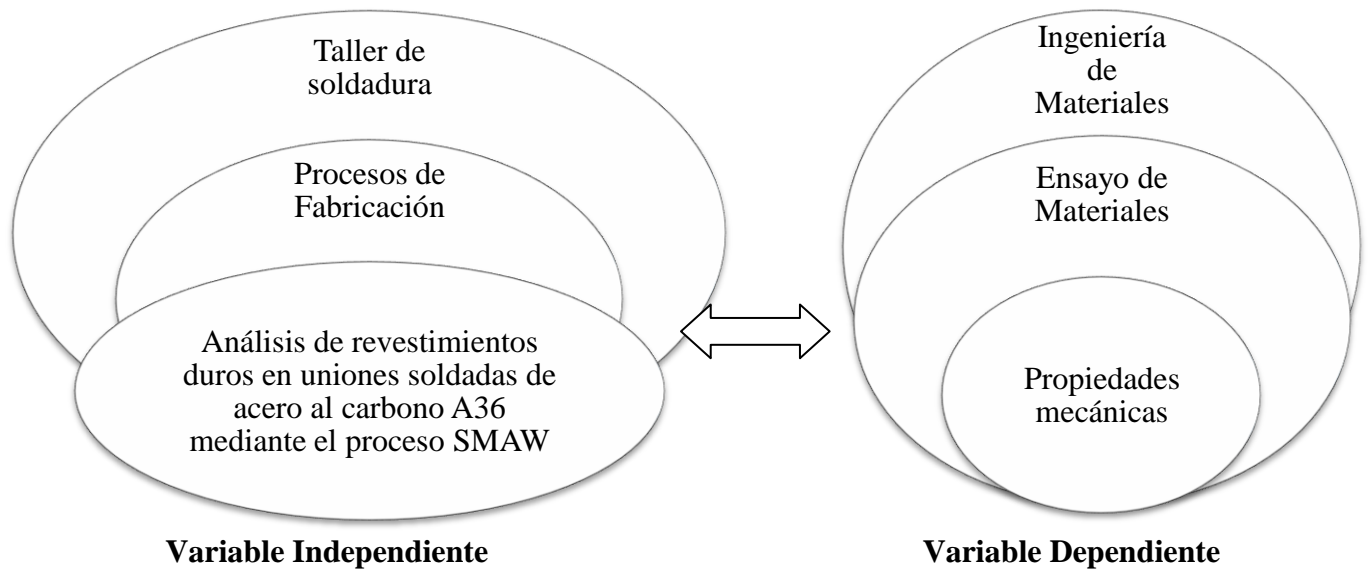 Taller de
soldadura
Procesos de
Fabricación
Análisis de revestimientos
duros en uniones soldadas de
acero al carbono A36
mediante el proceso SMAW
Variable Independiente
Ingeniería
de
Materiales
Ensayo de
Materiales
Propiedades
mecánicas
Variable Dependiente